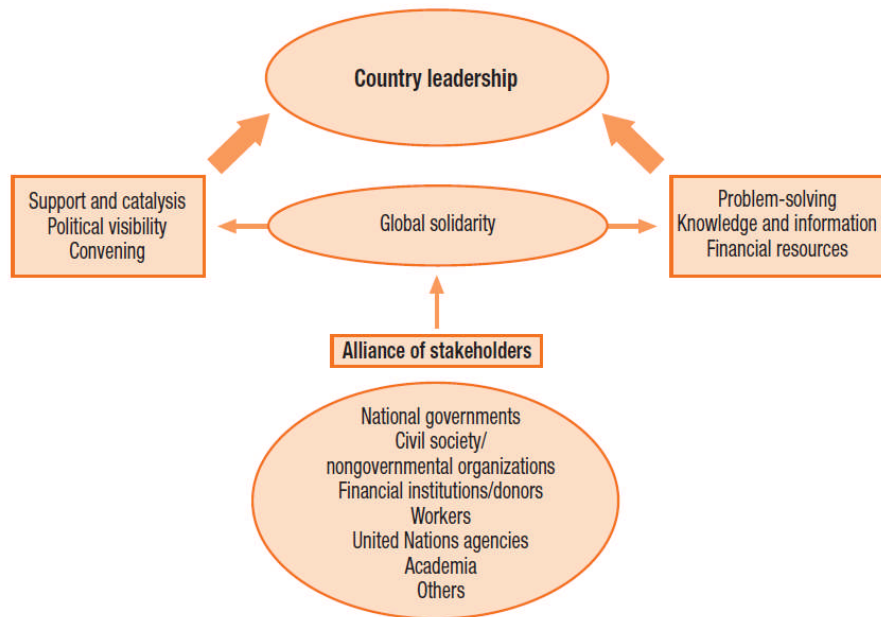 Country leadership
Support and catalysis
Political visibility
Convening
Global solidarity
Problem-solving
Knowledge and information
Financial resources
Alliance of stakeholders
National governments
Civil society/
nongovernmental organizations
Financial institutions/donors
Workers
United Nations agencies
Academia
Others